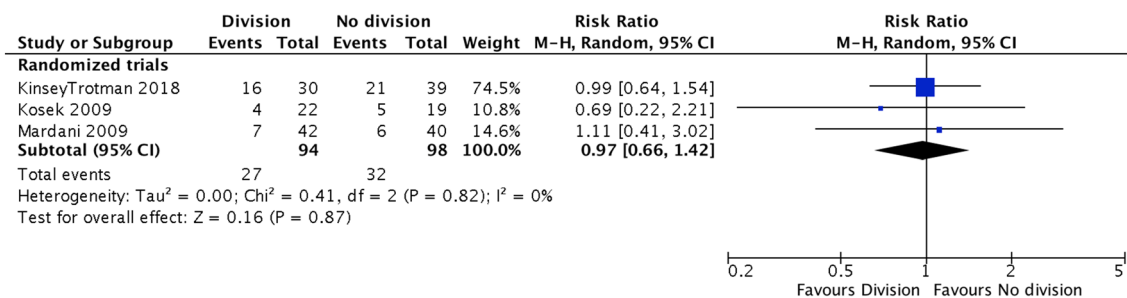 Division No division Risk Ratio Risk Ratio
Study or Subgroup Events Total Events Total Weight M-H, Random, 95% CI M-H, Random, 95% CI
Randomized trials
KinseyTrotman 2018 16 30 21 39 74.5% 0.99 [0.64, 1.54]
Kosek 2009 4 22 5 19 10.8% 0.69 [0.22, 2.21]
Mardani 2009 7 42 6 40 14.6% 1.11 [0.41, 3.02]
Subtotal (95% CI) 94 98 100.0% 0.97 [0.66, 1.42]
Total events 27 32
Heterogeneity: Tau² = 0.00; Chi² = 0.41, df = 2 (P = 0.82); I² = 0%
Test for overall effect: Z = 0.16 (P = 0.87)
0.2 0.5 1 2 5
Favours Division Favours No division